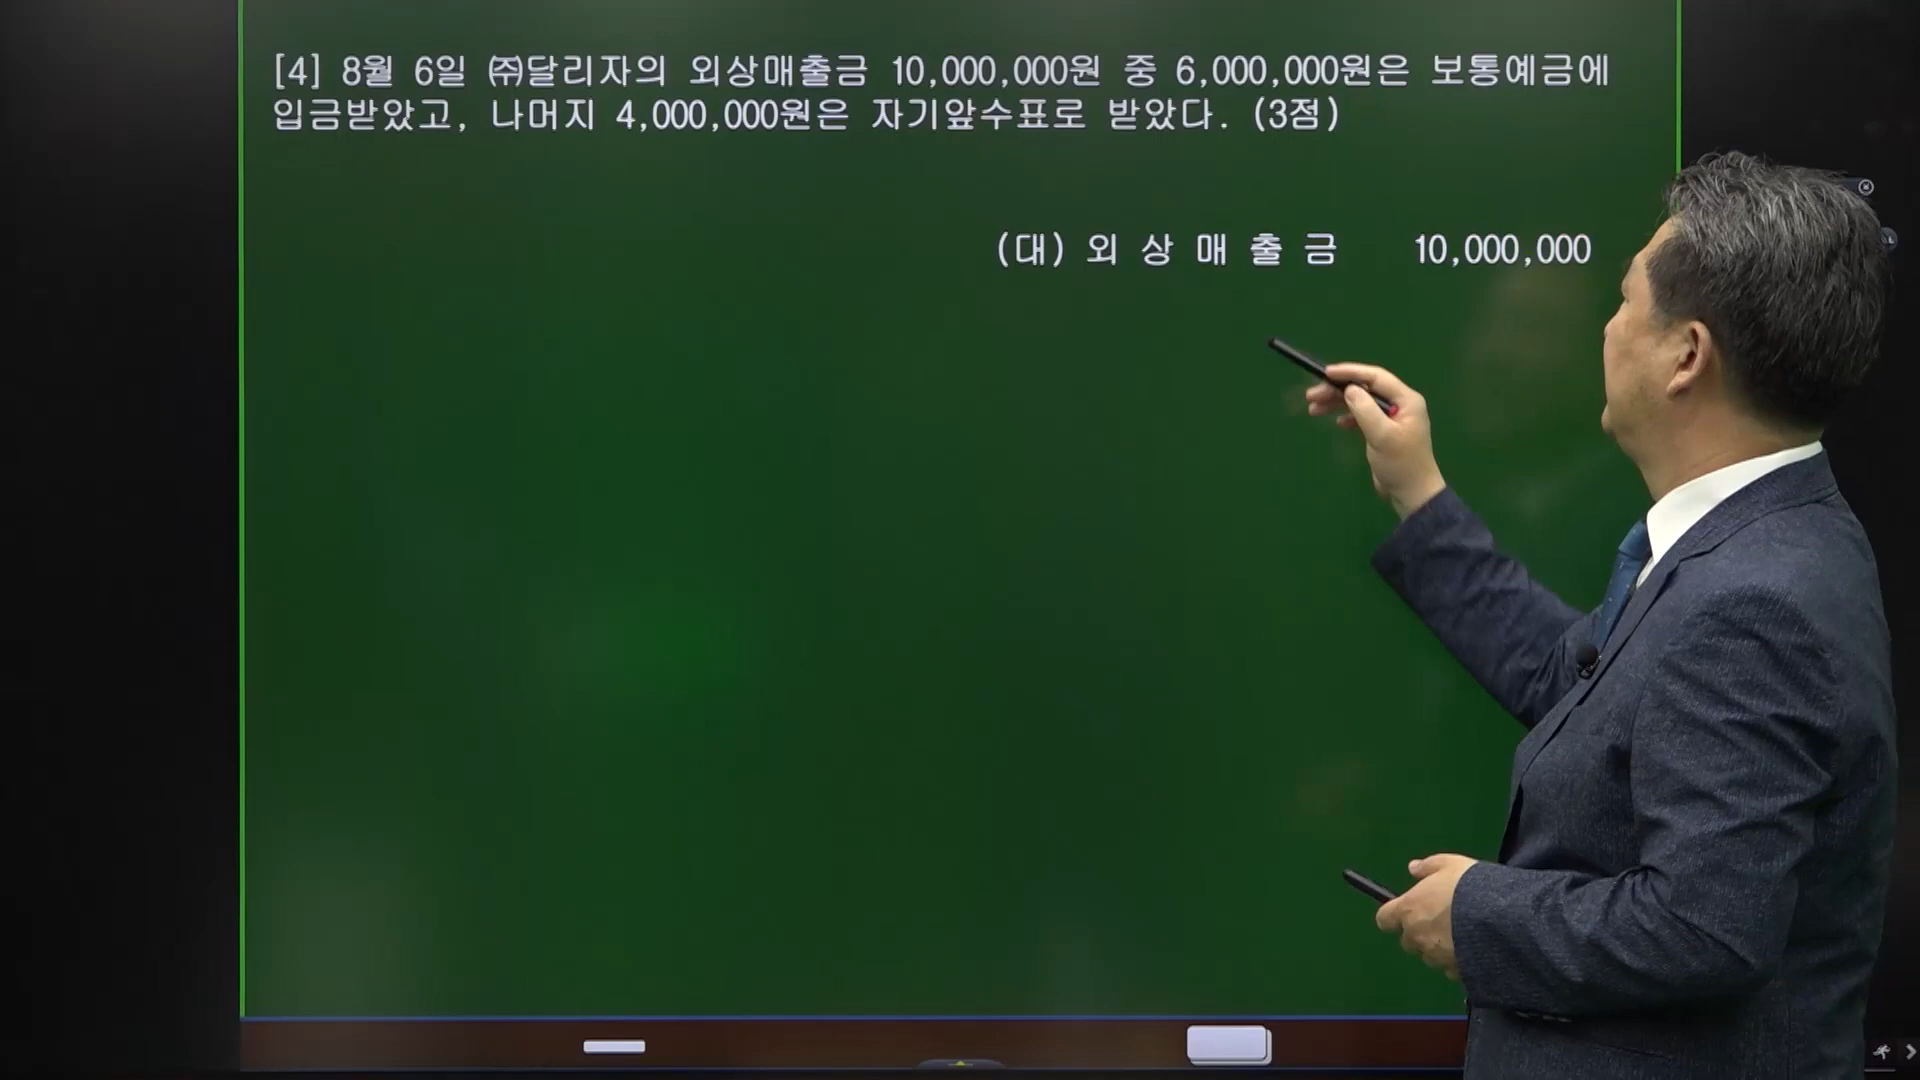 [4] 8월 6일 ㈜달리자의 외상매출금 10,000,000원 중 6,000,000원은 보통예금에
입금받았고, 나머지 4,000,000원은 자기앞수표로 받았다. (3점)
(대) 외 상 매 출 금 10,000,000